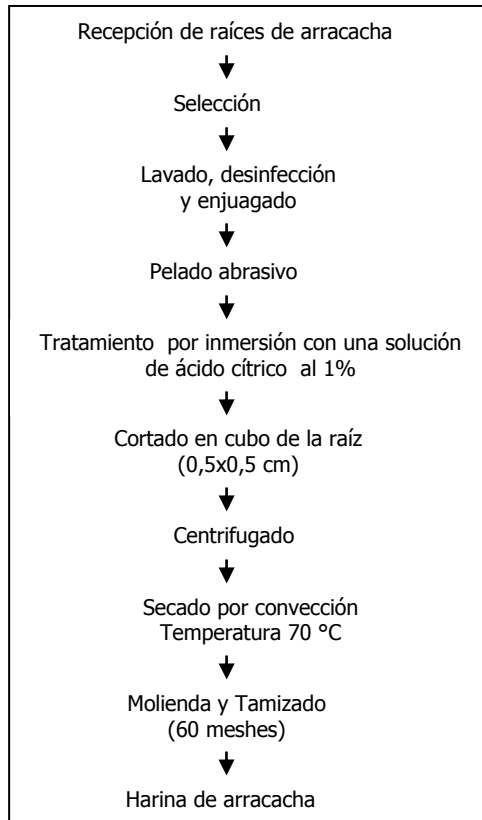 Recepción de raíces de arracacha
Selección
Lavado, desinfección
y enjuagado
Pelado abrasivo
Tratamiento por inmersión con una solución
de ácido cítrico al 1%
Cortado en cubo de la raíz
(0,5x0,5 cm)
Centrifugado
Secado por convección
Temperatura 70 °C
Molienda y Tamizado
(60 meshes)
Harina de arracacha